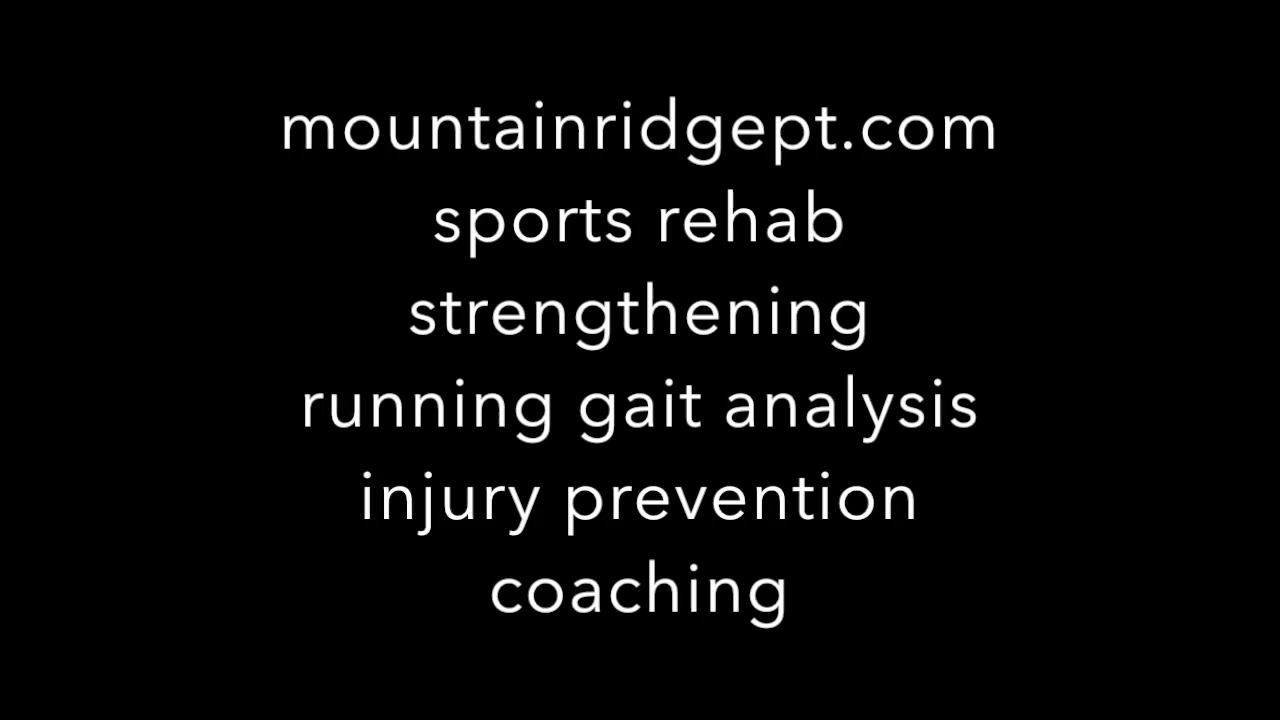 mountainridgept.com
sports rehab
strengthening
running gait analysis
injury prevention
coaching